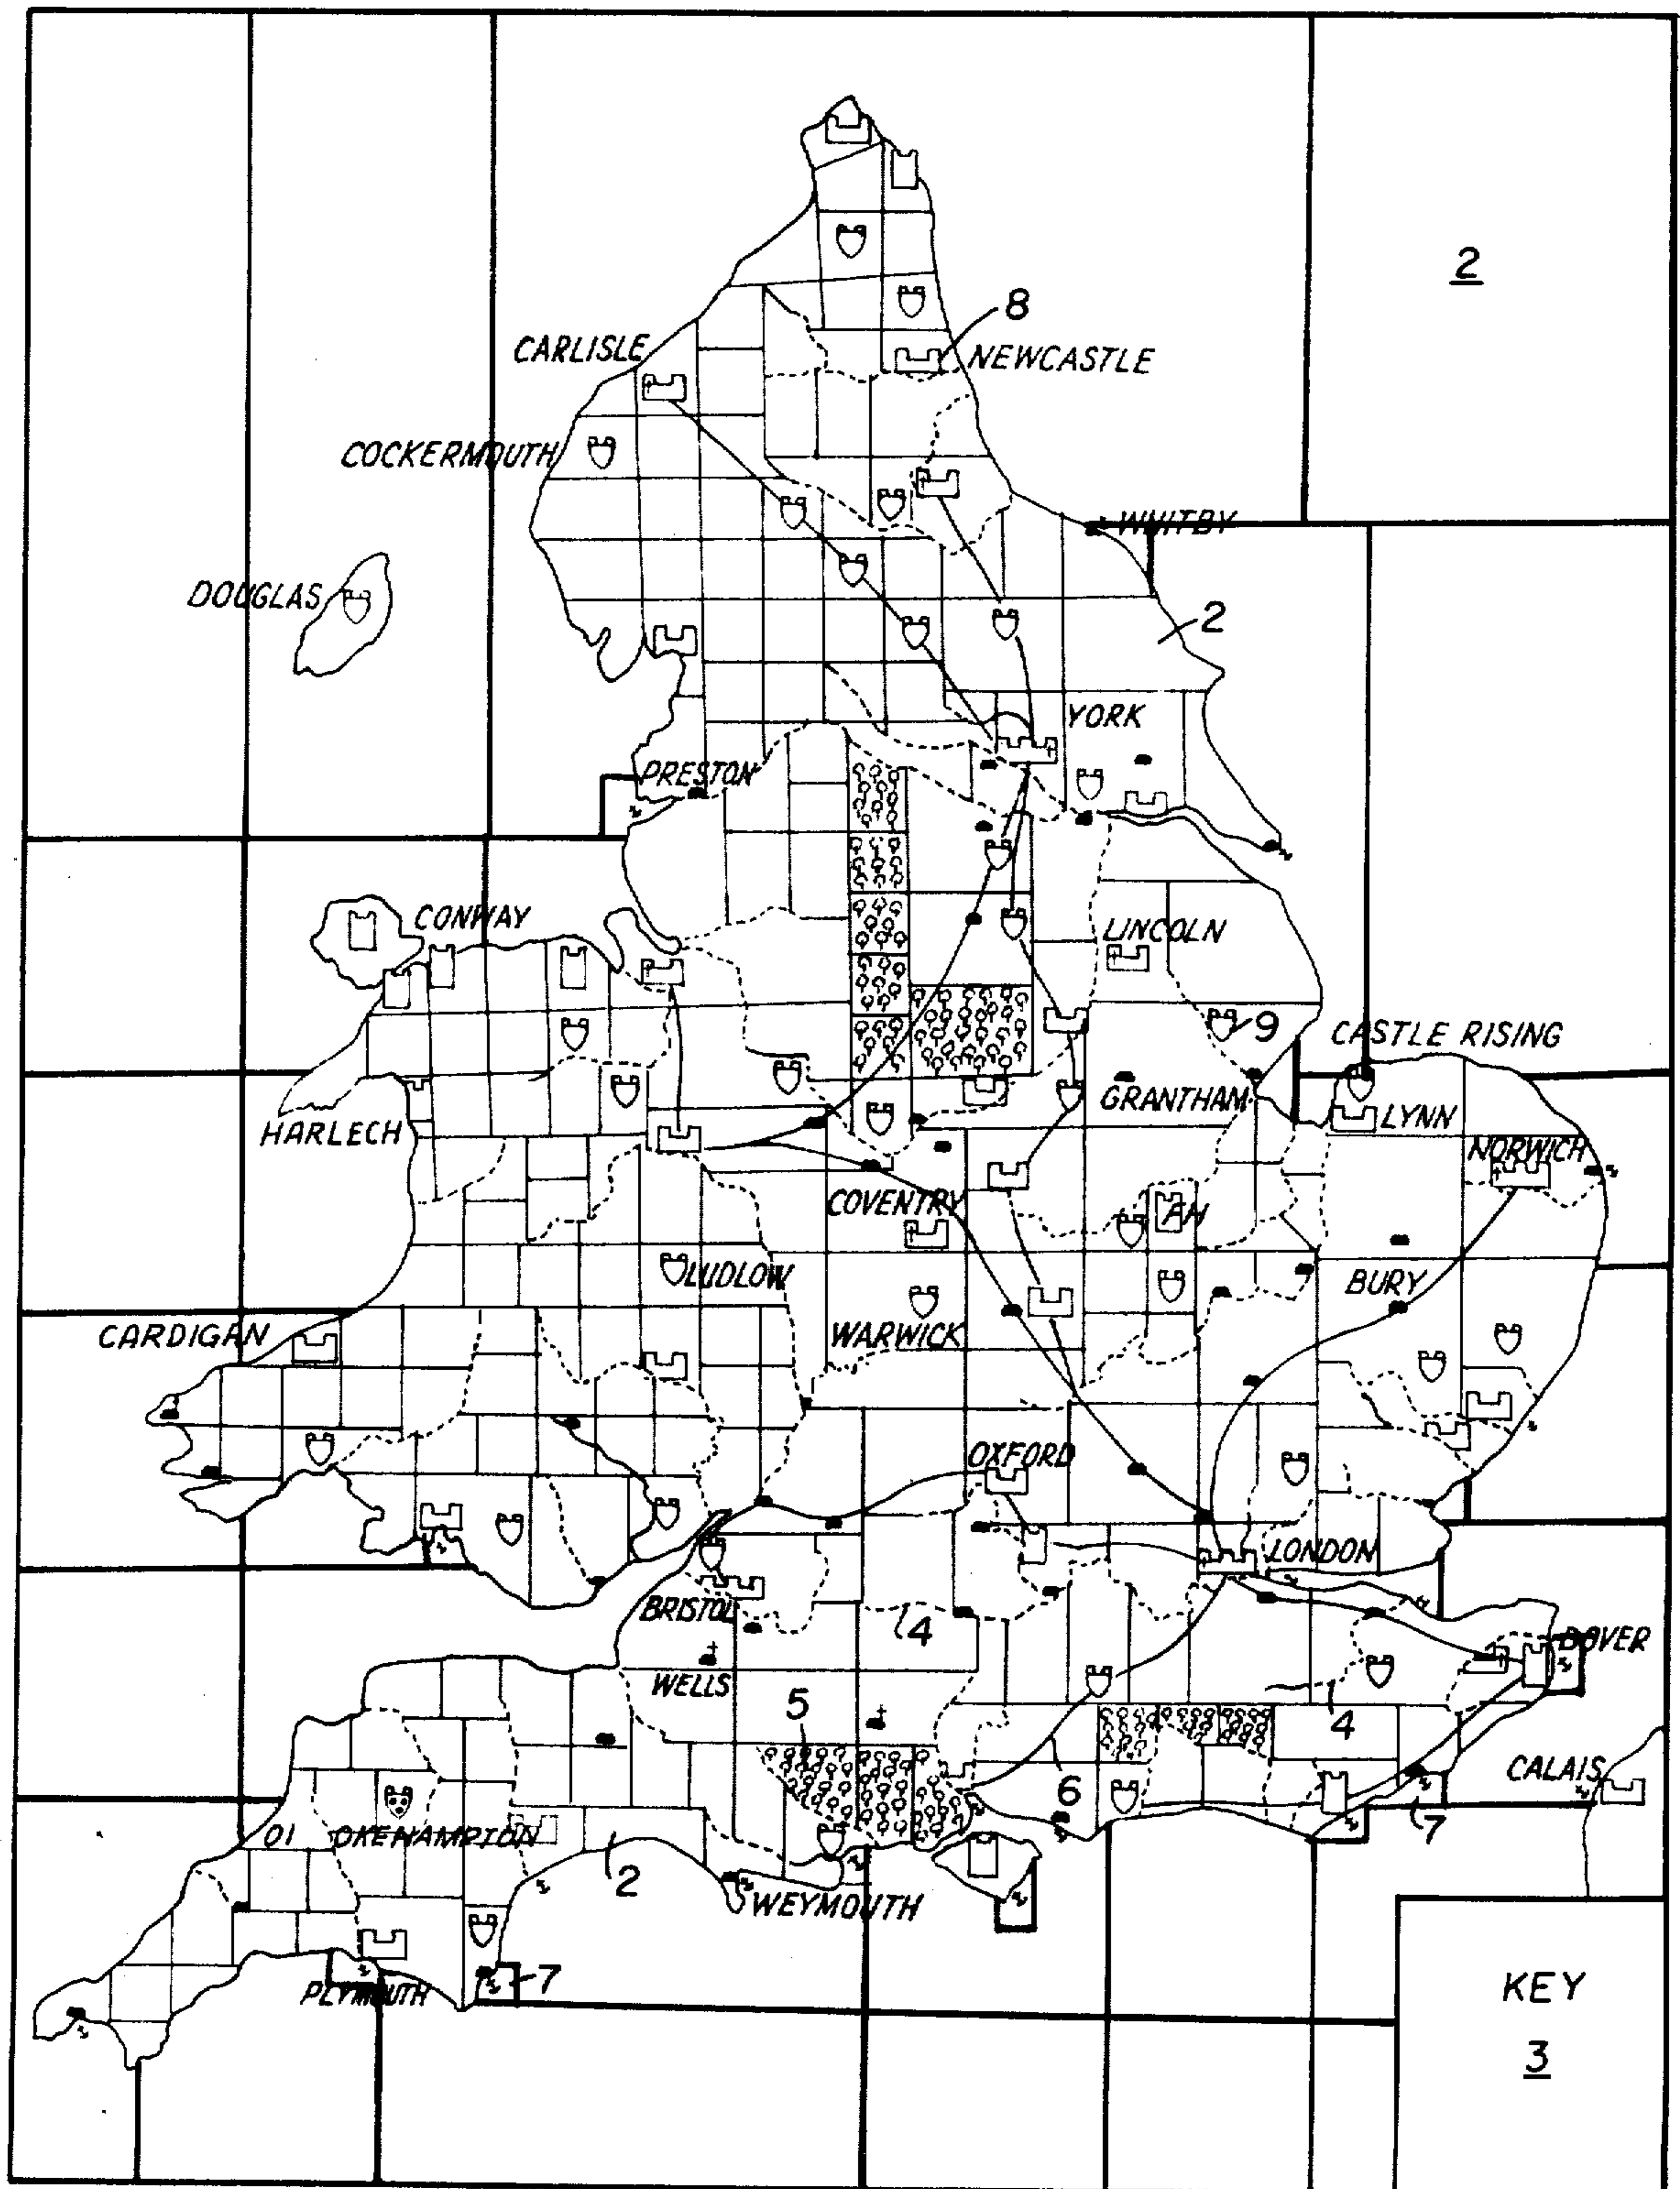 2
8
CARLISLE
NEWCASTLE
COCKERMOUTH
WHITBY
DOUGLAS
2
YORK
PRESTON
CONWAY
LINCOLN
9
CASTLE RISING
GRANTHAM
LYNN
HARLECH
NORWICH
COVENTRY
LUDLOW
BURY
CARDIGAN
WARWICK
OXFORD
LONDON
BRISTOL
4
DOVER
WELLS
5
4
CALAIS
6
7
OKEHAMPTON
2
WEYMOUTH
7
PLYMOUTH
KEY
3